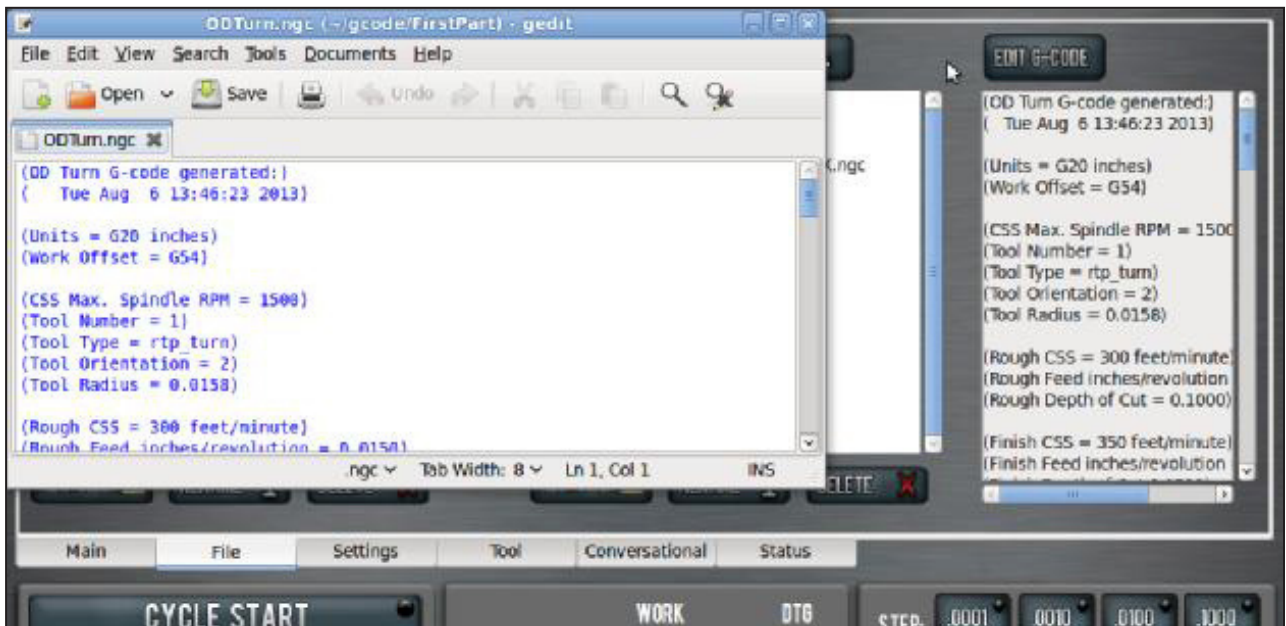 ODTurn.ngc (~/gcode/FirstPart) - gedit
File Edit View Search Tools Documents Help
Open Save Undo
ODTurn.ngc
(OD Turn G-code generated:)
( Tue Aug 6 13:46:23 2013)
(Units = G20 inches)
(Work Offset = G54)
(CSS Max. Spindle RPM = 1500)
(Tool Number = 1)
(Tool Type = rtp_turn)
(Tool Orientation = 2)
(Tool Radius = 0.0158)
(Rough CSS = 300 feet/minute)
(Rough Feed inches/revolution = 0.0150)
.ngc Tab Width: 8 Ln 1, Col 1 INS
.ngc
EDIT G-CODE
(OD Turn G-code generated:)
( Tue Aug 6 13:46:23 2013)
(Units = G20 inches)
(Work Offset = G54)
(CSS Max. Spindle RPM = 1500
(Tool Number = 1)
(Tool Type = rtp_turn)
(Tool Orientation = 2)
(Tool Radius = 0.0158)
(Rough CSS = 300 feet/minute)
(Rough Feed inches/revolution
(Rough Depth of Cut = 0.1000)
(Finish CSS = 350 feet/minute)
(Finish Feed inches/revolution
DELETE
Main File Settings Tool Conversational Status
CYCLE START
WORK DTG
STEP: .0001 .0010 .0100 .1000